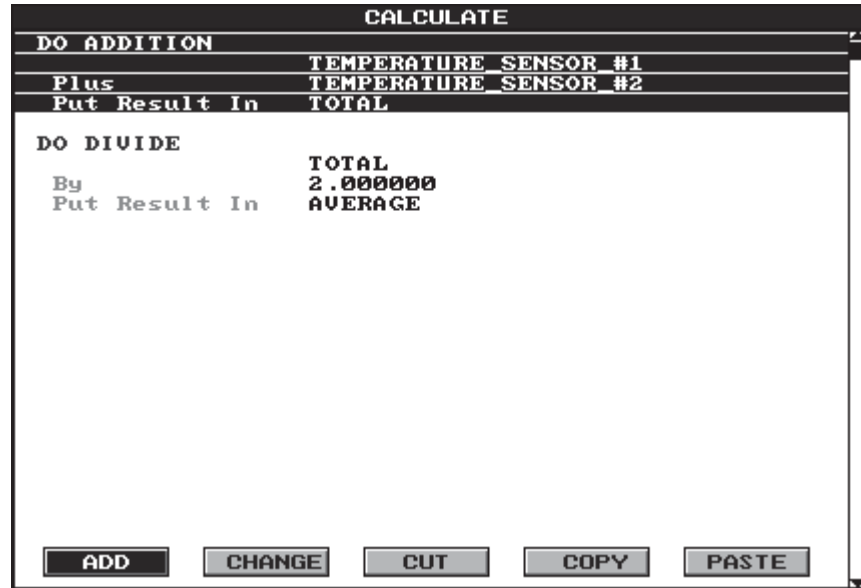 CALCULATE
DO ADDITION
TEMPERATURE_SENSOR_#1
Plus TEMPERATURE_SENSOR_#2
Put Result In TOTAL
DO DIVIDE
TOTAL
By 2.000000
Put Result In AVERAGE
ADD CHANGE CUT COPY PASTE